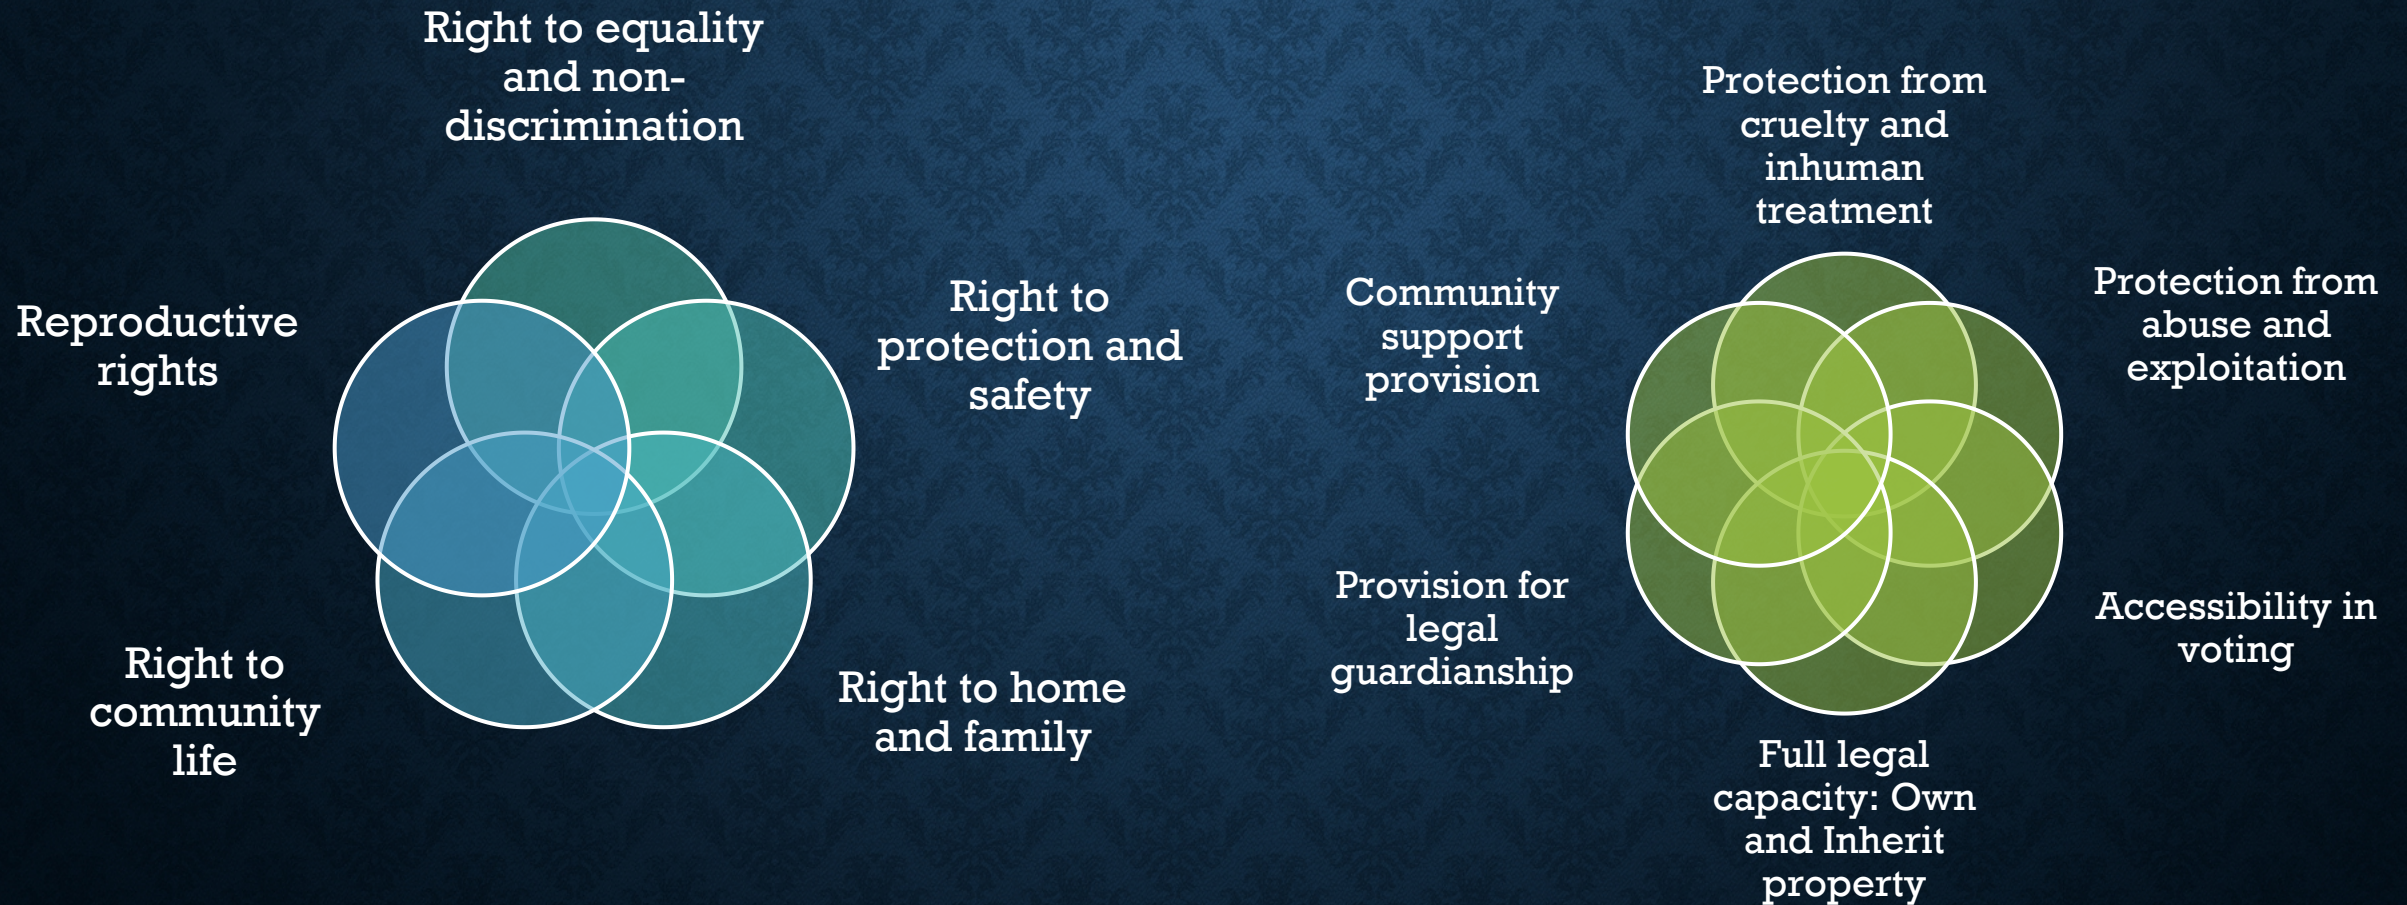 Right to equality
and non-
discrimination
Right to
protection and
safety
Right to home
and family
Right to
community
life
Reproductive
rights
Protection from
cruelty and
inhuman
treatment
Protection from
abuse and
exploitation
Accessibility in
voting
Full legal
capacity: Own
and Inherit
property
Provision for
legal
guardianship
Community
support
provision